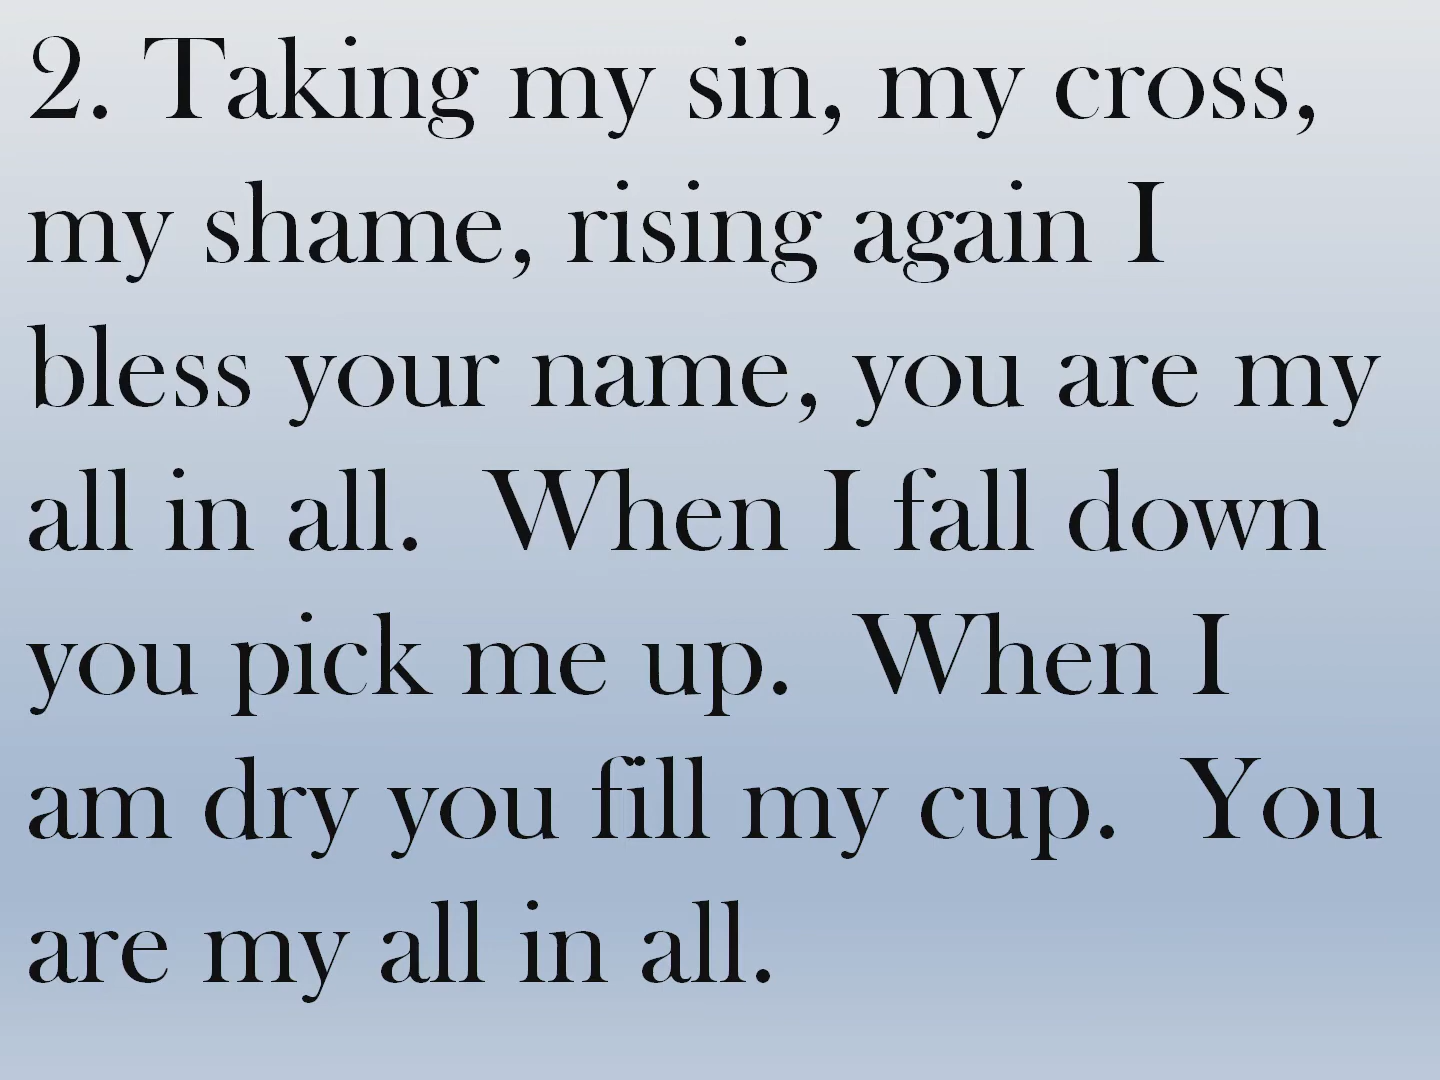 2. Taking my sin, my cross,
my shame, rising again I
bless your name, you are my
all in all.  When I fall down
you pick me up.  When I
am dry you fill my cup.  You
are my all in all.